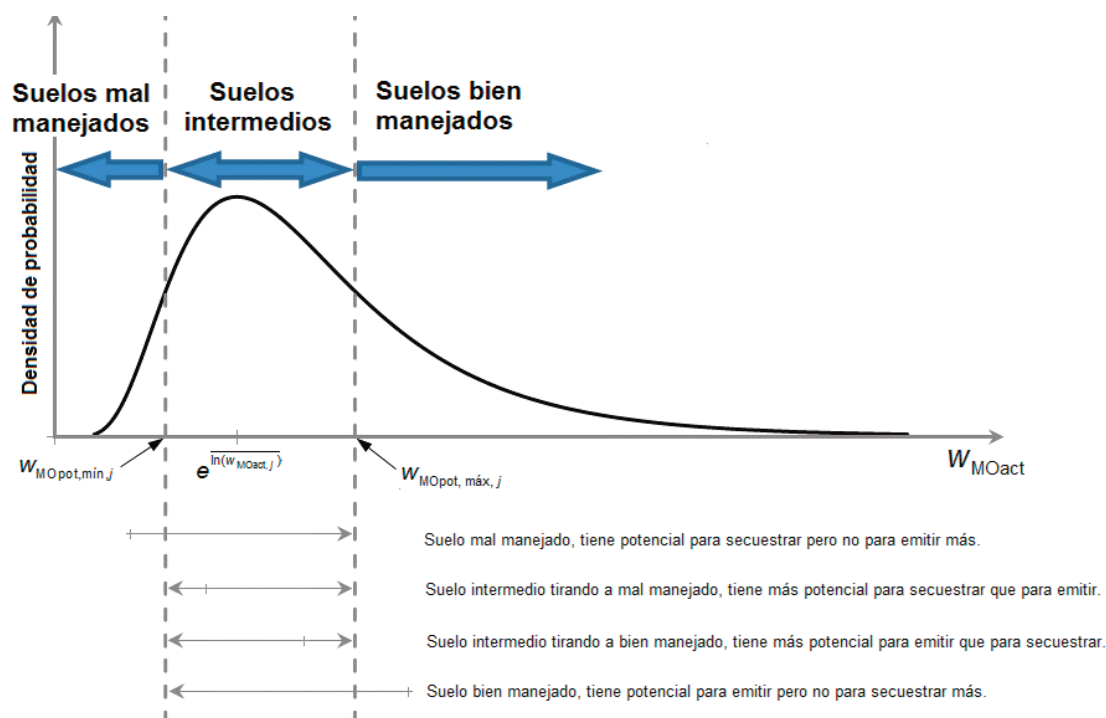 Suelos mal
manejados
Suelos
intermedios
Suelos bien
manejados
Densidad de probabilidad
w_MOpot,mín,j
e^ln(w_MOact,j)
w_MOpot, máx, j
w_MOact
Suelo mal manejado, tiene potencial para secuestrar pero no para emitir más.
Suelo intermedio tirando a mal manejado, tiene más potencial para secuestrar que para emitir.
Suelo intermedio tirando a bien manejado, tiene más potencial para emitir que para secuestrar.
Suelo bien manejado, tiene potencial para emitir pero no para secuestrar más.